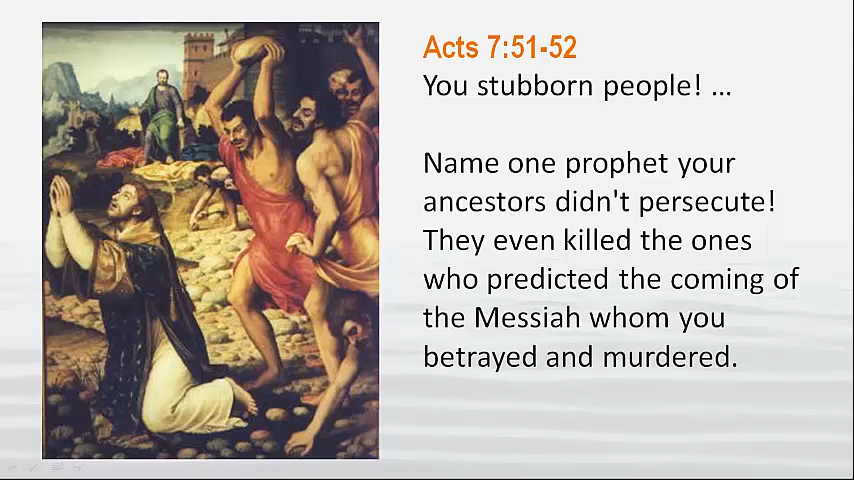 Acts 7:51-52
You stubborn people! ...
Name one prophet your
ancestors didn't persecute!
They even killed the ones
who predicted the coming of
the Messiah whom you
betrayed and murdered.